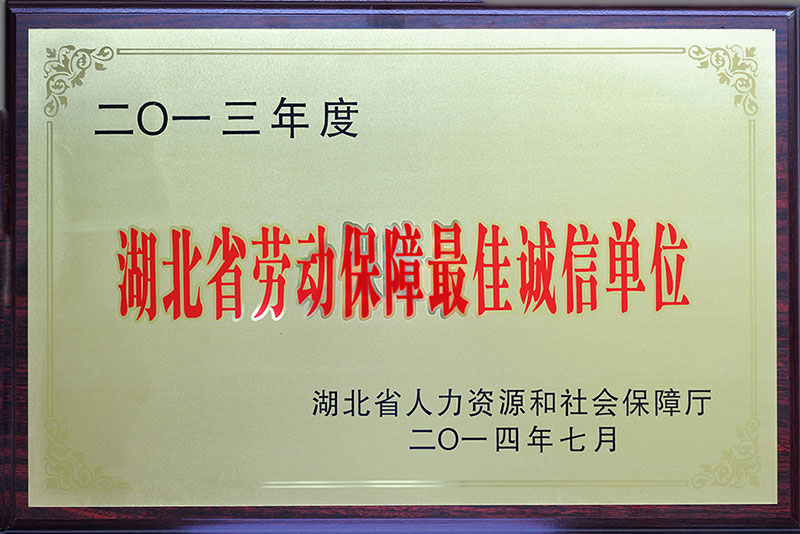 二〇一三年度
湖北省劳动保障最佳诚信单位
湖北省人力资源和社会保障厅
二〇一四年七月